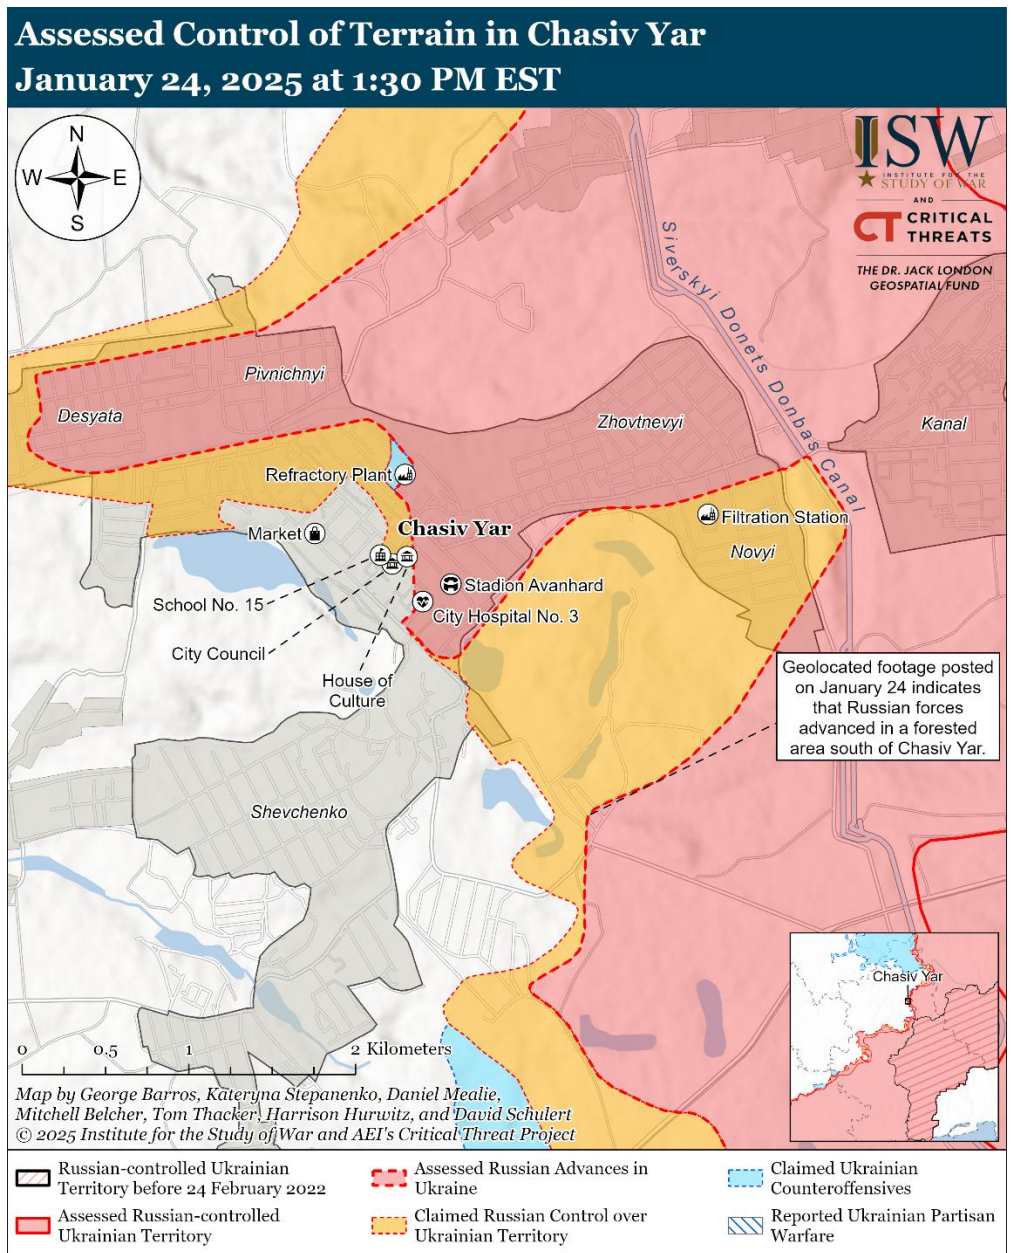 Assessed Control of Terrain in Chasiv Yar
January 24, 2025 at 1:30 PM EST
N
W
E
S
ISW
INSTITUTE FOR THE
STUDY OF WAR
AND
CT CRITICAL
THREATS
THE DR. JACK LONDON
GEOSPATIAL FUND
Siverskyi Donets Donbas Canal
Pivnichnyi
Desyata
Zhovtnevyi
Kanal
Refractory Plant
Chasiv Yar
Market
Filtration Station
Novyi
School No. 15
Stadion Avanhard
City Hospital No. 3
City Council
House of
Culture
Geolocated footage posted
on January 24 indicates
that Russian forces
advanced in a forested
area south of Chasiv Yar.
Shevchenko
Chasiv Yar
0 0.5 1 2 Kilometers
Map by George Barros, Kateryna Stepanenko, Daniel Mealie,
Mitchell Belcher, Tom Thacker, Harrison Hurwitz, and David Schulert
© 2025 Institute for the Study of War and AEI's Critical Threat Project
Russian-controlled Ukrainian
Territory before 24 February 2022
Assessed Russian-controlled
Ukrainian Territory
Assessed Russian Advances in
Ukraine
Claimed Russian Control over
Ukrainian Territory
Claimed Ukrainian
Counteroffensives
Reported Ukrainian Partisan
Warfare